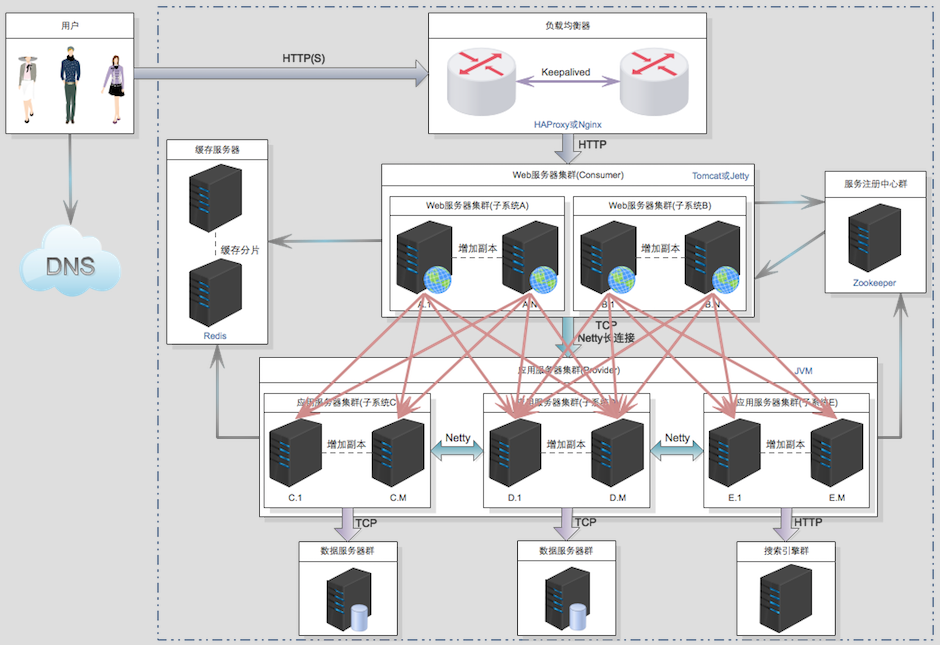 用户
负载均衡器
HTTP(S)
Keepalived
HAProxy或Nginx
HTTP
缓存服务器
Web服务器集群(Consumer)
Tomcat或Jetty
服务注册中心群
Web服务器集群(子系统A)
Web服务器集群(子系统B)
增加副本
增加副本
缓存分片
DNS
Zookeeper
A.1
A.N
B.1
B.N
Redis
TCP
Netty长连接
应用服务器集群(Provider)
JVM
应用服务器集群(子系统C
应用服务器集群(子系统
应用服务器集群(子系统E)
增加副本
Netty
增加副本
Netty
增加副本
C.1
C.M
D.1
D.M
E.1
E.M
TCP
TCP
HTTP
数据服务器群
数据服务器群
搜索引擎群